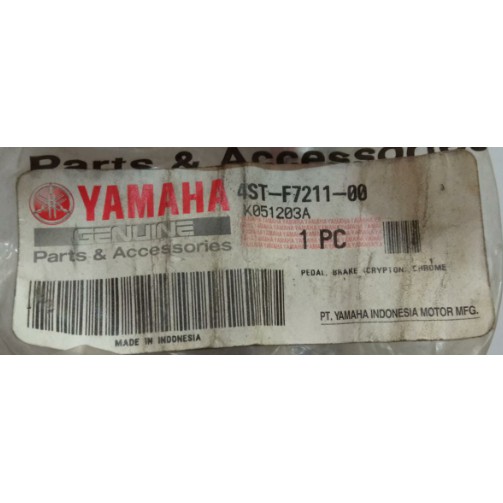 Parts & Accessories
YAMAHA
GENUINE
Parts & Accessories
4ST-F7211-00
K051203A
1 PC
PEDAL, BRAKE (CRYPTON) CHROME
MADE IN INDONESIA
PT. YAMAHA INDONESIA MOTOR MFG.